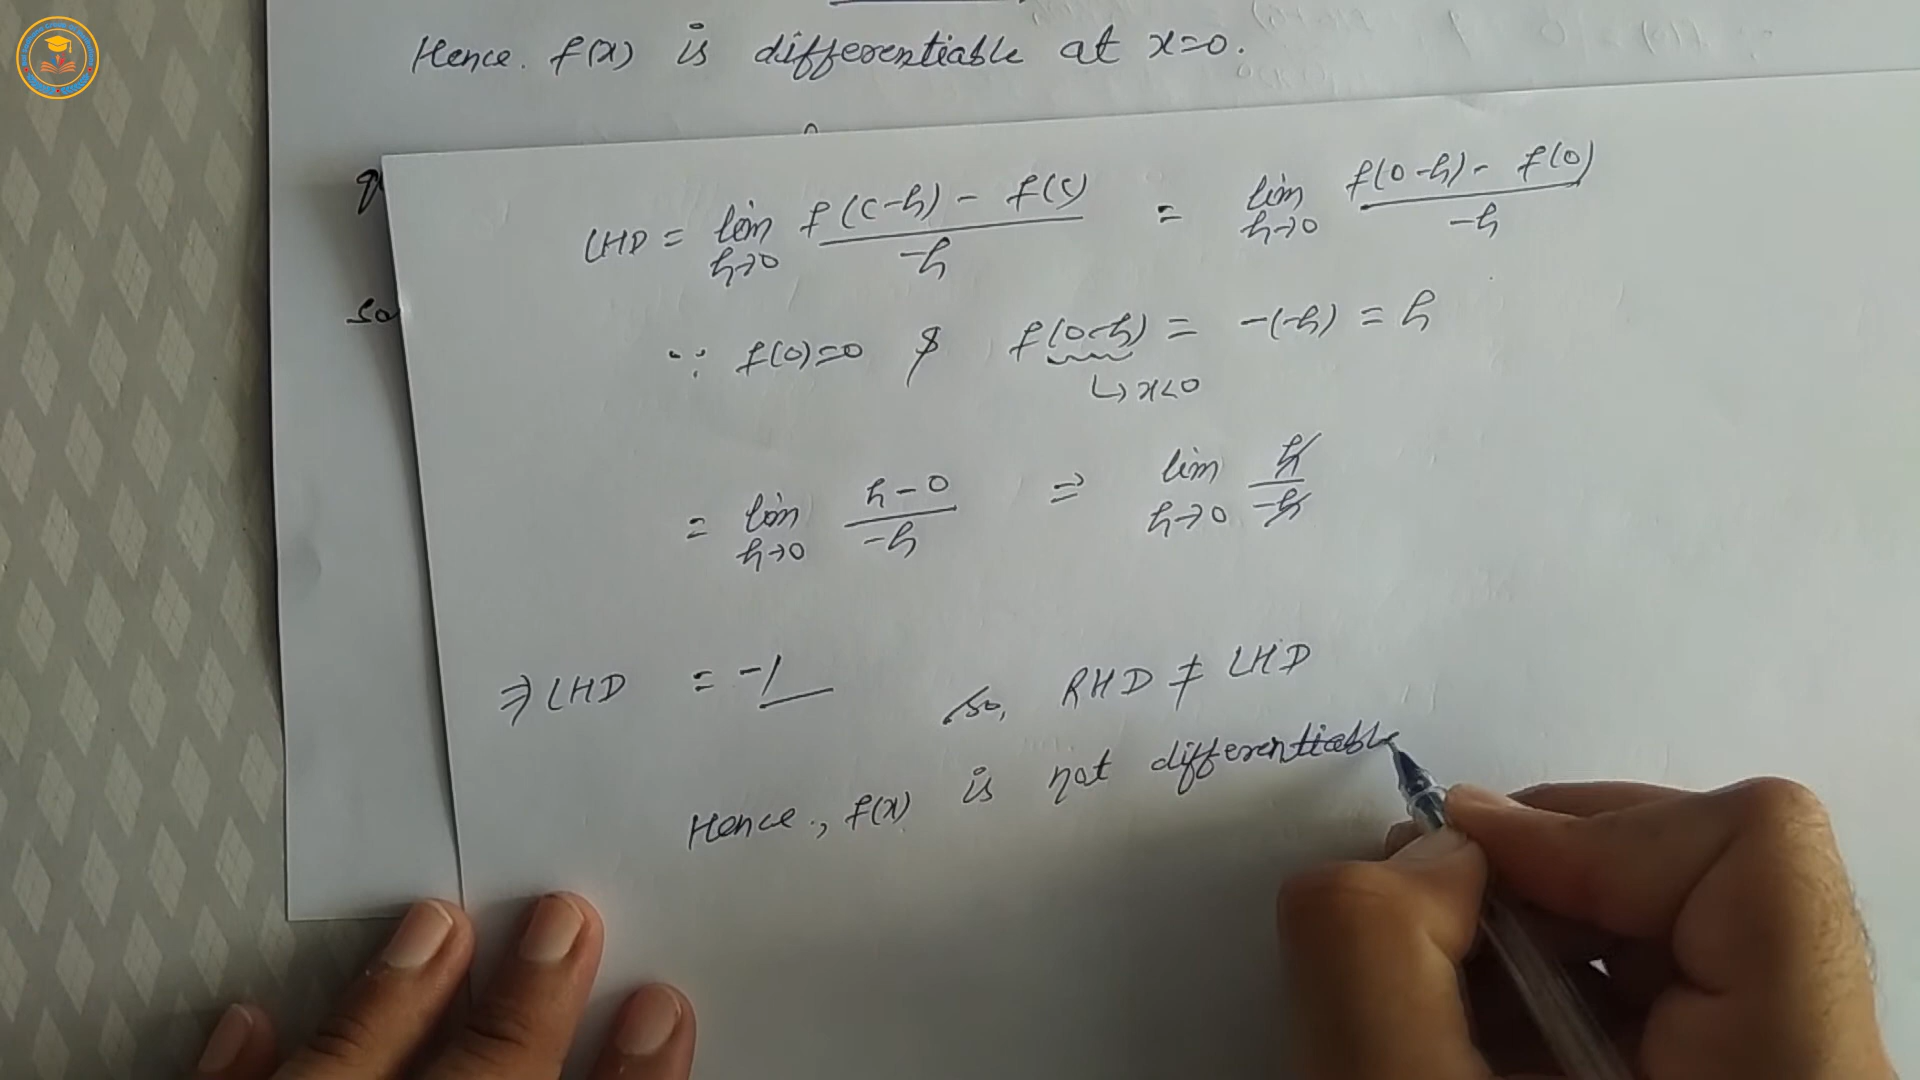 Hence. f(x) is differentiable at x=0.
LHD = lim h→0 f(c-h) - f(c) / -h = lim h→0 f(0-h) - f(0) / -h
∵ f(0)=0 & f(0-h) = -(-h) = h
↳ x<0
= lim h→0 h-0 / -h ⇒ lim h→0 h / -h
⇒ LHD = -1 so, RHD ≠ LHD
Hence, f(x) is not differentiable